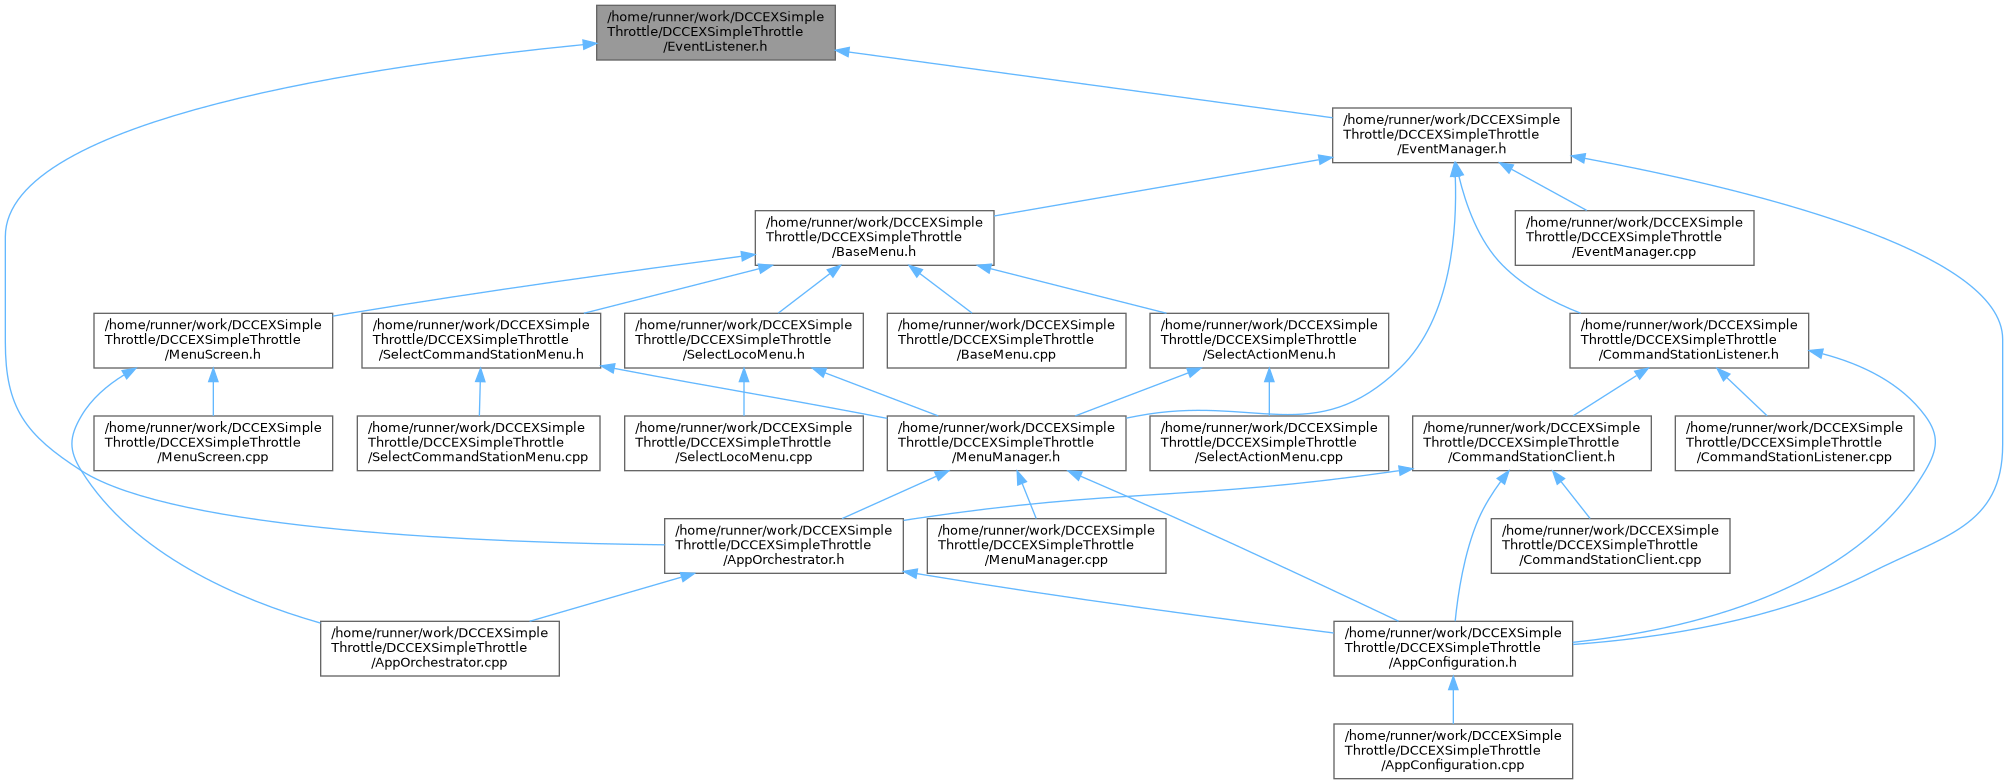 /home/runner/work/DCCEXSimple
Throttle/DCCEXSimpleThrottle
/EventListener.h
/home/runner/work/DCCEXSimple
Throttle/DCCEXSimpleThrottle
/EventManager.h
/home/runner/work/DCCEXSimple
Throttle/DCCEXSimpleThrottle
/BaseMenu.h
/home/runner/work/DCCEXSimple
Throttle/DCCEXSimpleThrottle
/EventManager.cpp
/home/runner/work/DCCEXSimple
Throttle/DCCEXSimpleThrottle
/MenuScreen.h
/home/runner/work/DCCEXSimple
Throttle/DCCEXSimpleThrottle
/SelectCommandStationMenu.h
/home/runner/work/DCCEXSimple
Throttle/DCCEXSimpleThrottle
/SelectLocoMenu.h
/home/runner/work/DCCEXSimple
Throttle/DCCEXSimpleThrottle
/BaseMenu.cpp
/home/runner/work/DCCEXSimple
Throttle/DCCEXSimpleThrottle
/SelectActionMenu.h
/home/runner/work/DCCEXSimple
Throttle/DCCEXSimpleThrottle
/CommandStationListener.h
/home/runner/work/DCCEXSimple
Throttle/DCCEXSimpleThrottle
/MenuScreen.cpp
/home/runner/work/DCCEXSimple
Throttle/DCCEXSimpleThrottle
/SelectCommandStationMenu.cpp
/home/runner/work/DCCEXSimple
Throttle/DCCEXSimpleThrottle
/SelectLocoMenu.cpp
/home/runner/work/DCCEXSimple
Throttle/DCCEXSimpleThrottle
/MenuManager.h
/home/runner/work/DCCEXSimple
Throttle/DCCEXSimpleThrottle
/SelectActionMenu.cpp
/home/runner/work/DCCEXSimple
Throttle/DCCEXSimpleThrottle
/CommandStationClient.h
/home/runner/work/DCCEXSimple
Throttle/DCCEXSimpleThrottle
/CommandStationListener.cpp
/home/runner/work/DCCEXSimple
Throttle/DCCEXSimpleThrottle
/AppOrchestrator.h
/home/runner/work/DCCEXSimple
Throttle/DCCEXSimpleThrottle
/MenuManager.cpp
/home/runner/work/DCCEXSimple
Throttle/DCCEXSimpleThrottle
/CommandStationClient.cpp
/home/runner/work/DCCEXSimple
Throttle/DCCEXSimpleThrottle
/AppOrchestrator.cpp
/home/runner/work/DCCEXSimple
Throttle/DCCEXSimpleThrottle
/AppConfiguration.h
/home/runner/work/DCCEXSimple
Throttle/DCCEXSimpleThrottle
/AppConfiguration.cpp